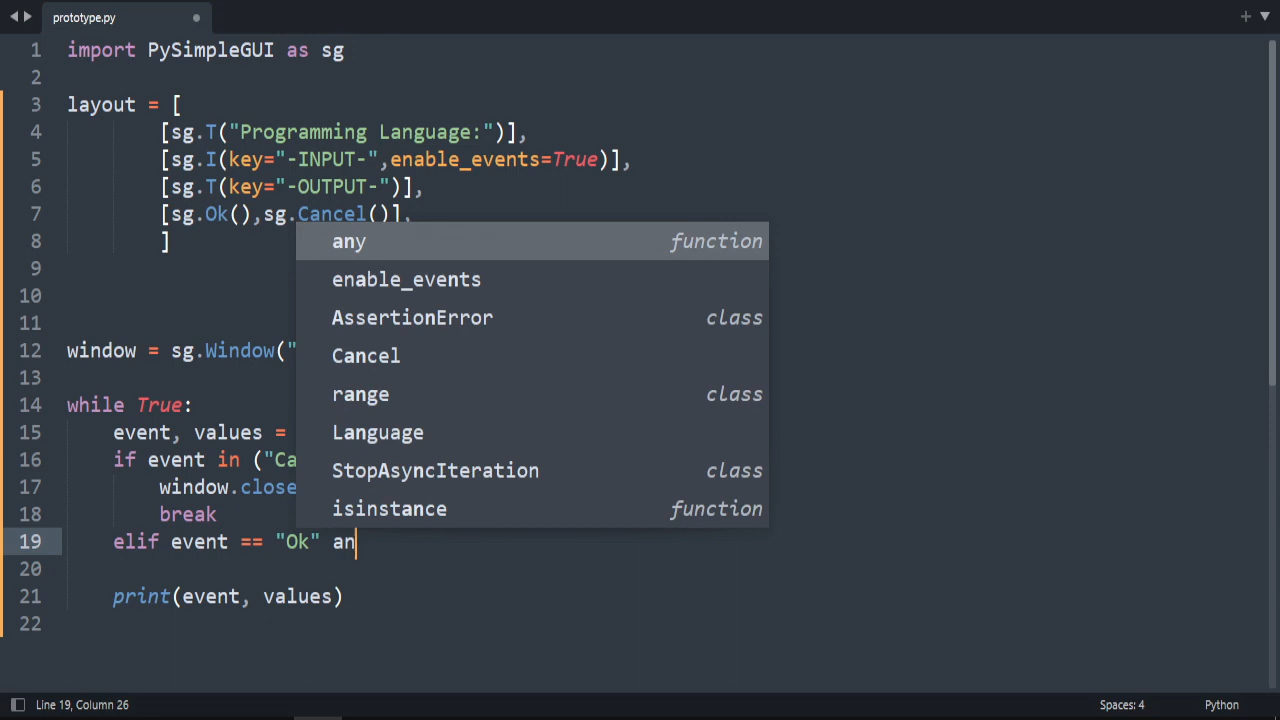 prototype.py
1 import PySimpleGUI as sg
2
3 layout = [
4 [sg.T("Programming Language:")],
5 [sg.I(key="-INPUT-",enable_events=True)],
6 [sg.T(key="-OUTPUT-")],
7 [sg.Ok(),sg.Cancel()],
8 ]
any function
9
enable_events
10
11
AssertionError class
12 window = sg.Window("
Cancel
13
range class
14 while True:
15 event, values =
Language
16 if event in ("Ca
StopAsyncIteration class
17 window.close
18 break
isinstance function
19 elif event == "Ok" an
20
21 print(event, values)
22
Line 19, Column 26 Spaces: 4 Python